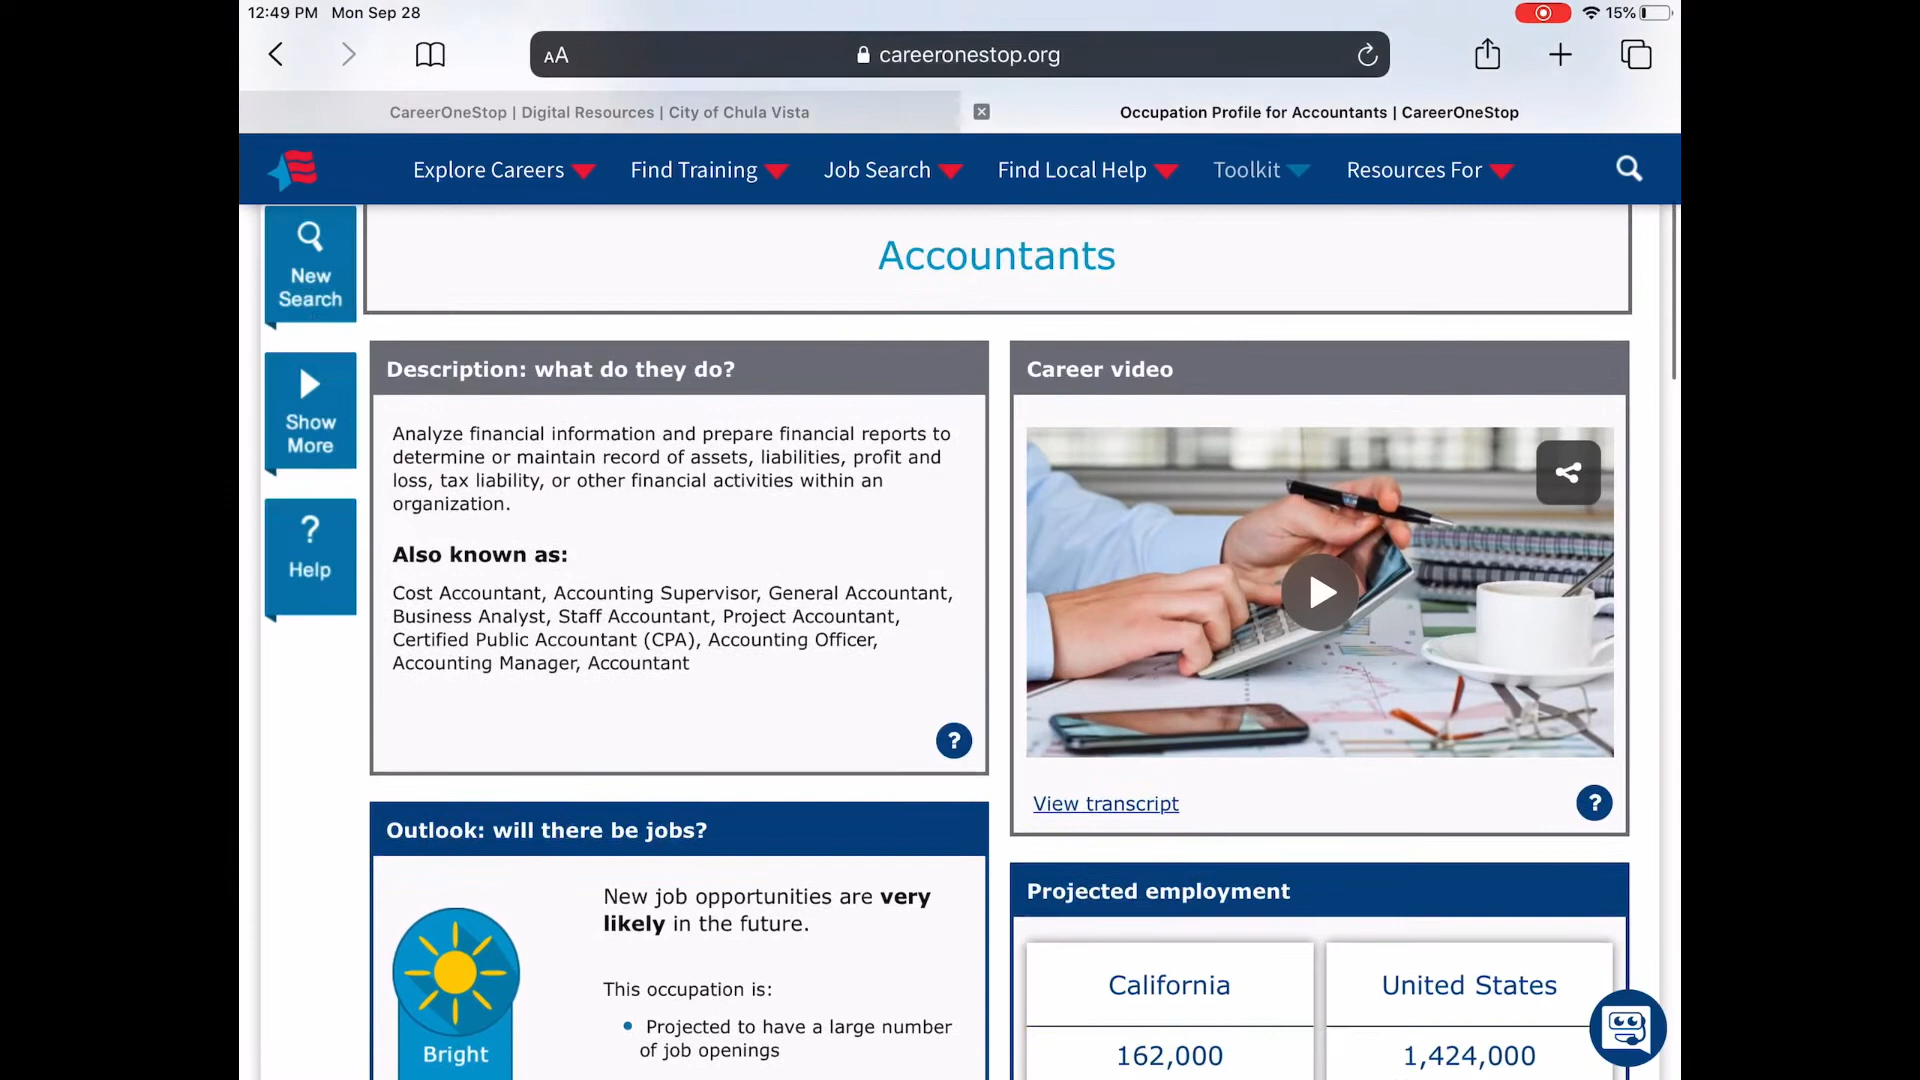 12:49 PM Mon Sep 28
15%
AA
careeronestop.org
CareerOneStop | Digital Resources | City of Chula Vista
Occupation Profile for Accountants | CareerOneStop
Explore Careers
Find Training
Job Search
Find Local Help
Toolkit
Resources For
New
Search
Show
More
?
Help
Accountants
Description: what do they do?
Analyze financial information and prepare financial reports to
determine or maintain record of assets, liabilities, profit and
loss, tax liability, or other financial activities within an
organization.
Also known as:
Cost Accountant, Accounting Supervisor, General Accountant,
Business Analyst, Staff Accountant, Project Accountant,
Certified Public Accountant (CPA), Accounting Officer,
Accounting Manager, Accountant
?
Career video
View transcript
?
Outlook: will there be jobs?
Bright
New job opportunities are very
likely in the future.
This occupation is:
Projected to have a large number
of job openings
Projected employment
California
United States
162,000
1,424,000